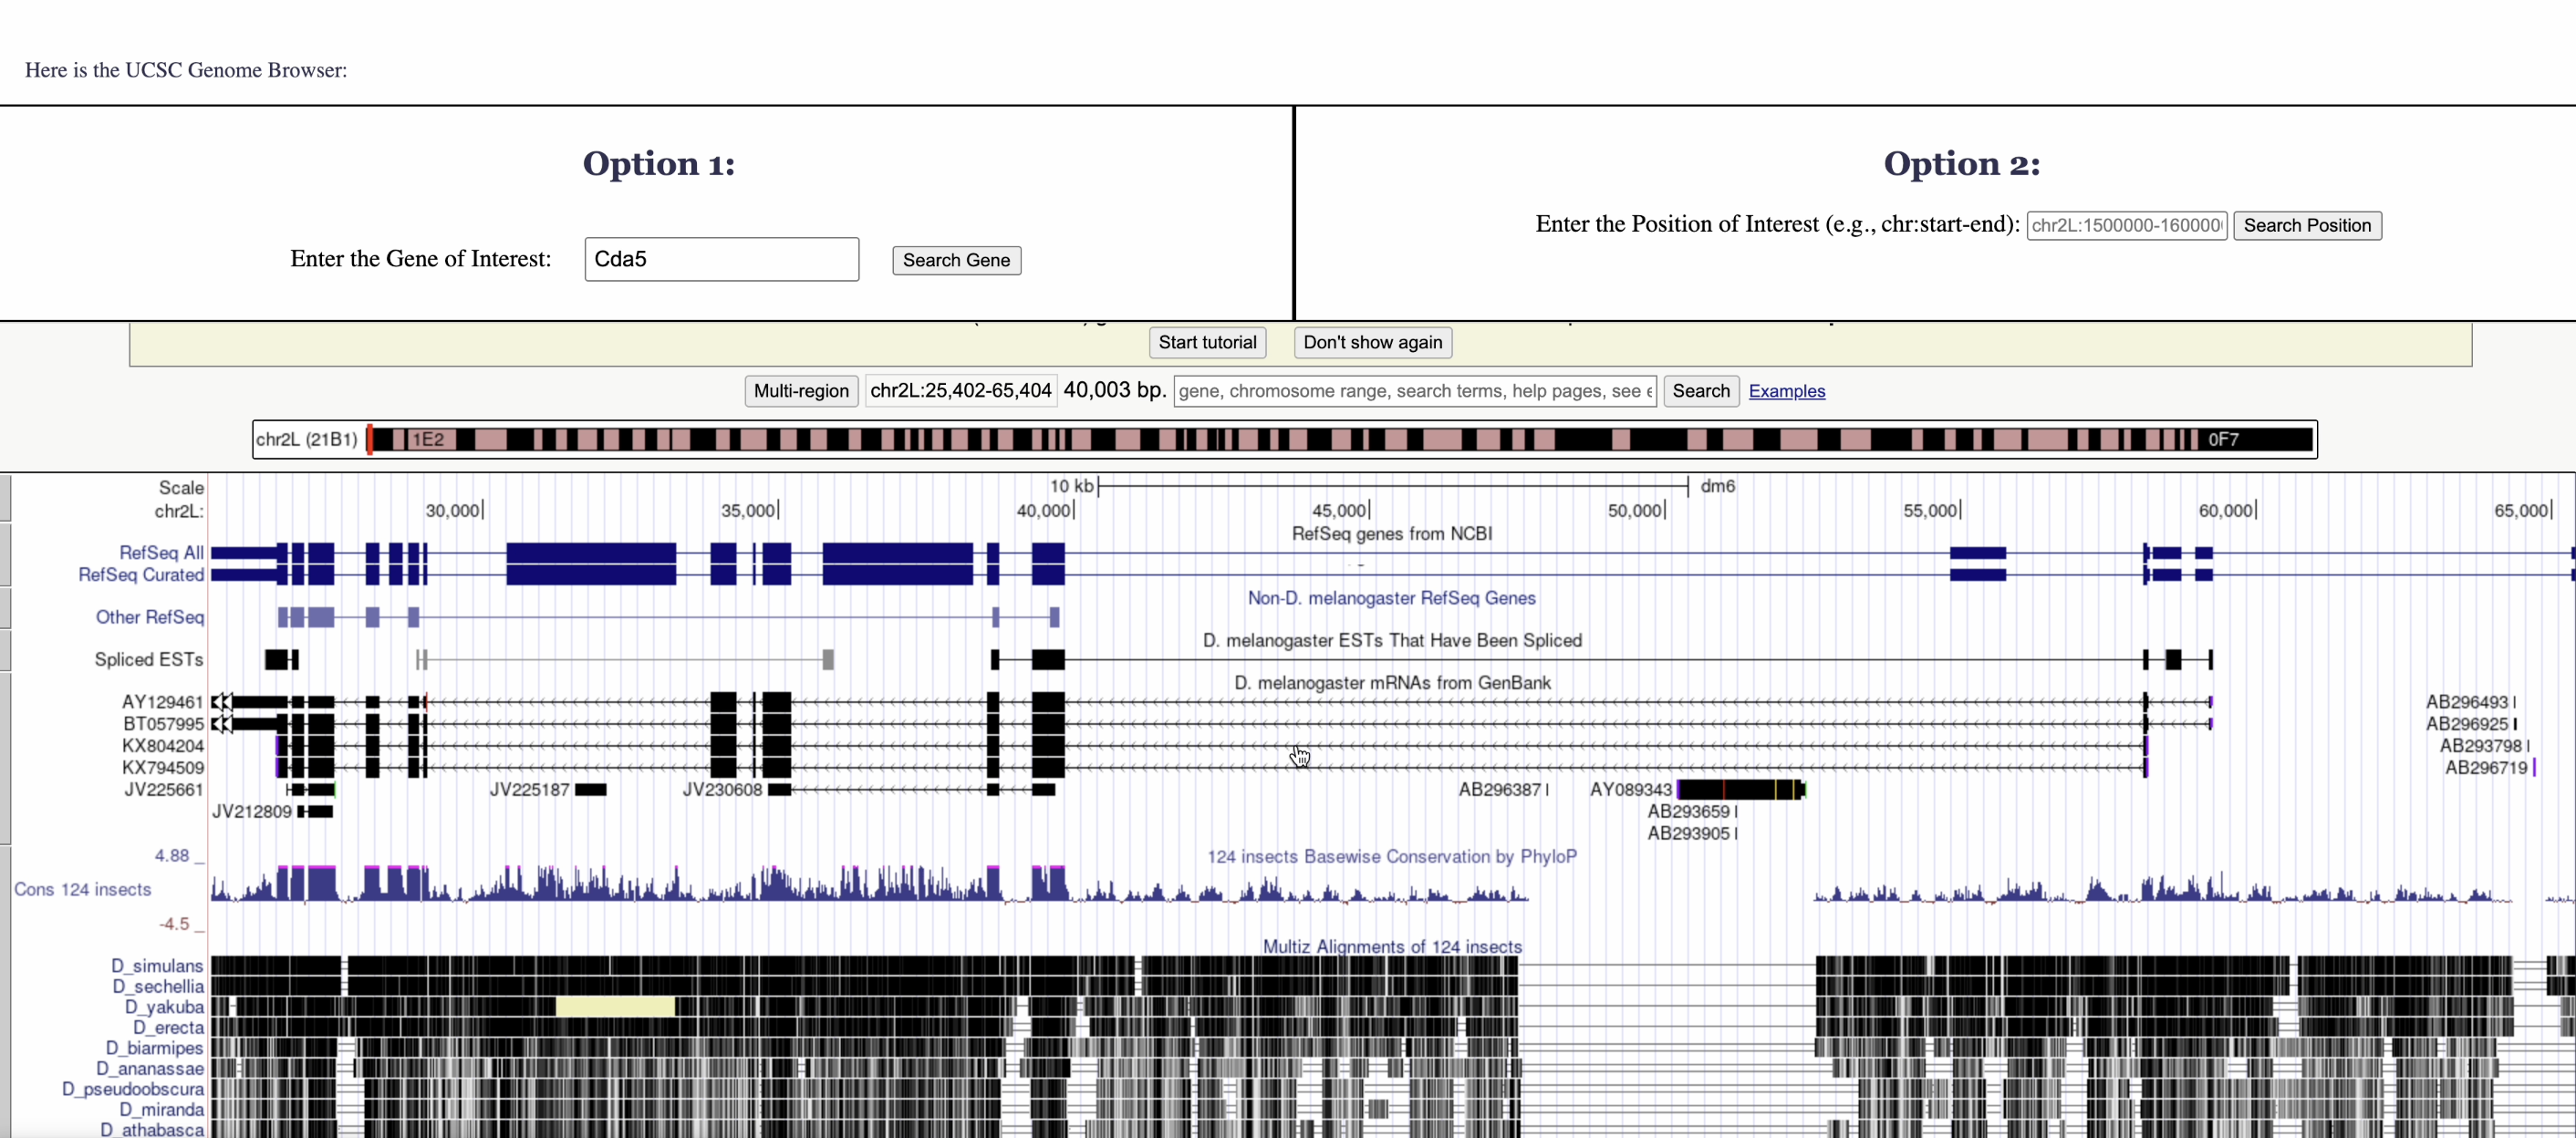 Here is the UCSC Genome Browser:
Option 1:
Enter the Gene of Interest: Cda5 Search Gene
Option 2:
Enter the Position of Interest (e.g., chr:start-end): chr2L:1500000-160000 Search Position
Start tutorial Don't show again
Multi-region chr2L:25,402-65,404 40,003 bp. gene, chromosome range, search terms, help pages, see e Search Examples
chr2L (21B1) 1E2 0F7
Scale 10 kb dm6
chr2L: 30,000 35,000 40,000 45,000 50,000 55,000 60,000 65,000
RefSeq genes from NCBI
RefSeq All
RefSeq Curated
Non-D. melanogaster RefSeq Genes
Other RefSeq
D. melanogaster ESTs That Have Been Spliced
Spliced ESTs
D. melanogaster mRNAs from GenBank
AY129461 AB296493
BT057995 AB296925
KX804204 AB293798
KX794509 AB296719
JV225661 JV225187 JV230608 AB296387 AY089343
JV212809 AB293659
AB293905
124 insects Basewise Conservation by PhyloP
4.88 _
Cons 124 insects
-4.5 _
Multiz Alignments of 124 insects
D_simulans
D_sechellia
D_yakuba
D_erecta
D_biarmipes
D_ananassae
D_pseudoobscura
D_miranda
D_athabasca